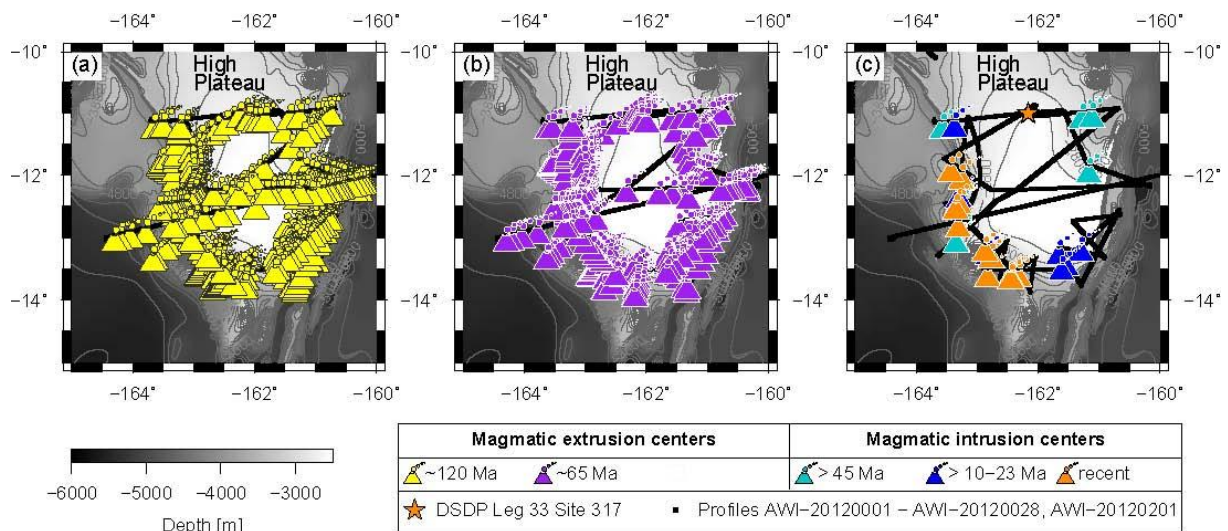 −164° −162° −160° −164° −162° −160° −164° −162° −160°
−10° −10°
(a) High Plateau (b) High Plateau (c) High Plateau
−12° −12°
−14° −14°
−164° −162° −160° −164° −162° −160° −164° −162° −160°
Magmatic extrusion centers Magmatic intrusion centers
~120 Ma ~65 Ma > 45 Ma > 10−23 Ma recent
−6000 −5000 −4000 −3000
DSDP Leg 33 Site 317 Profiles AWI-20120001 − AWI-20120028, AWI-20120201
Depth [m]